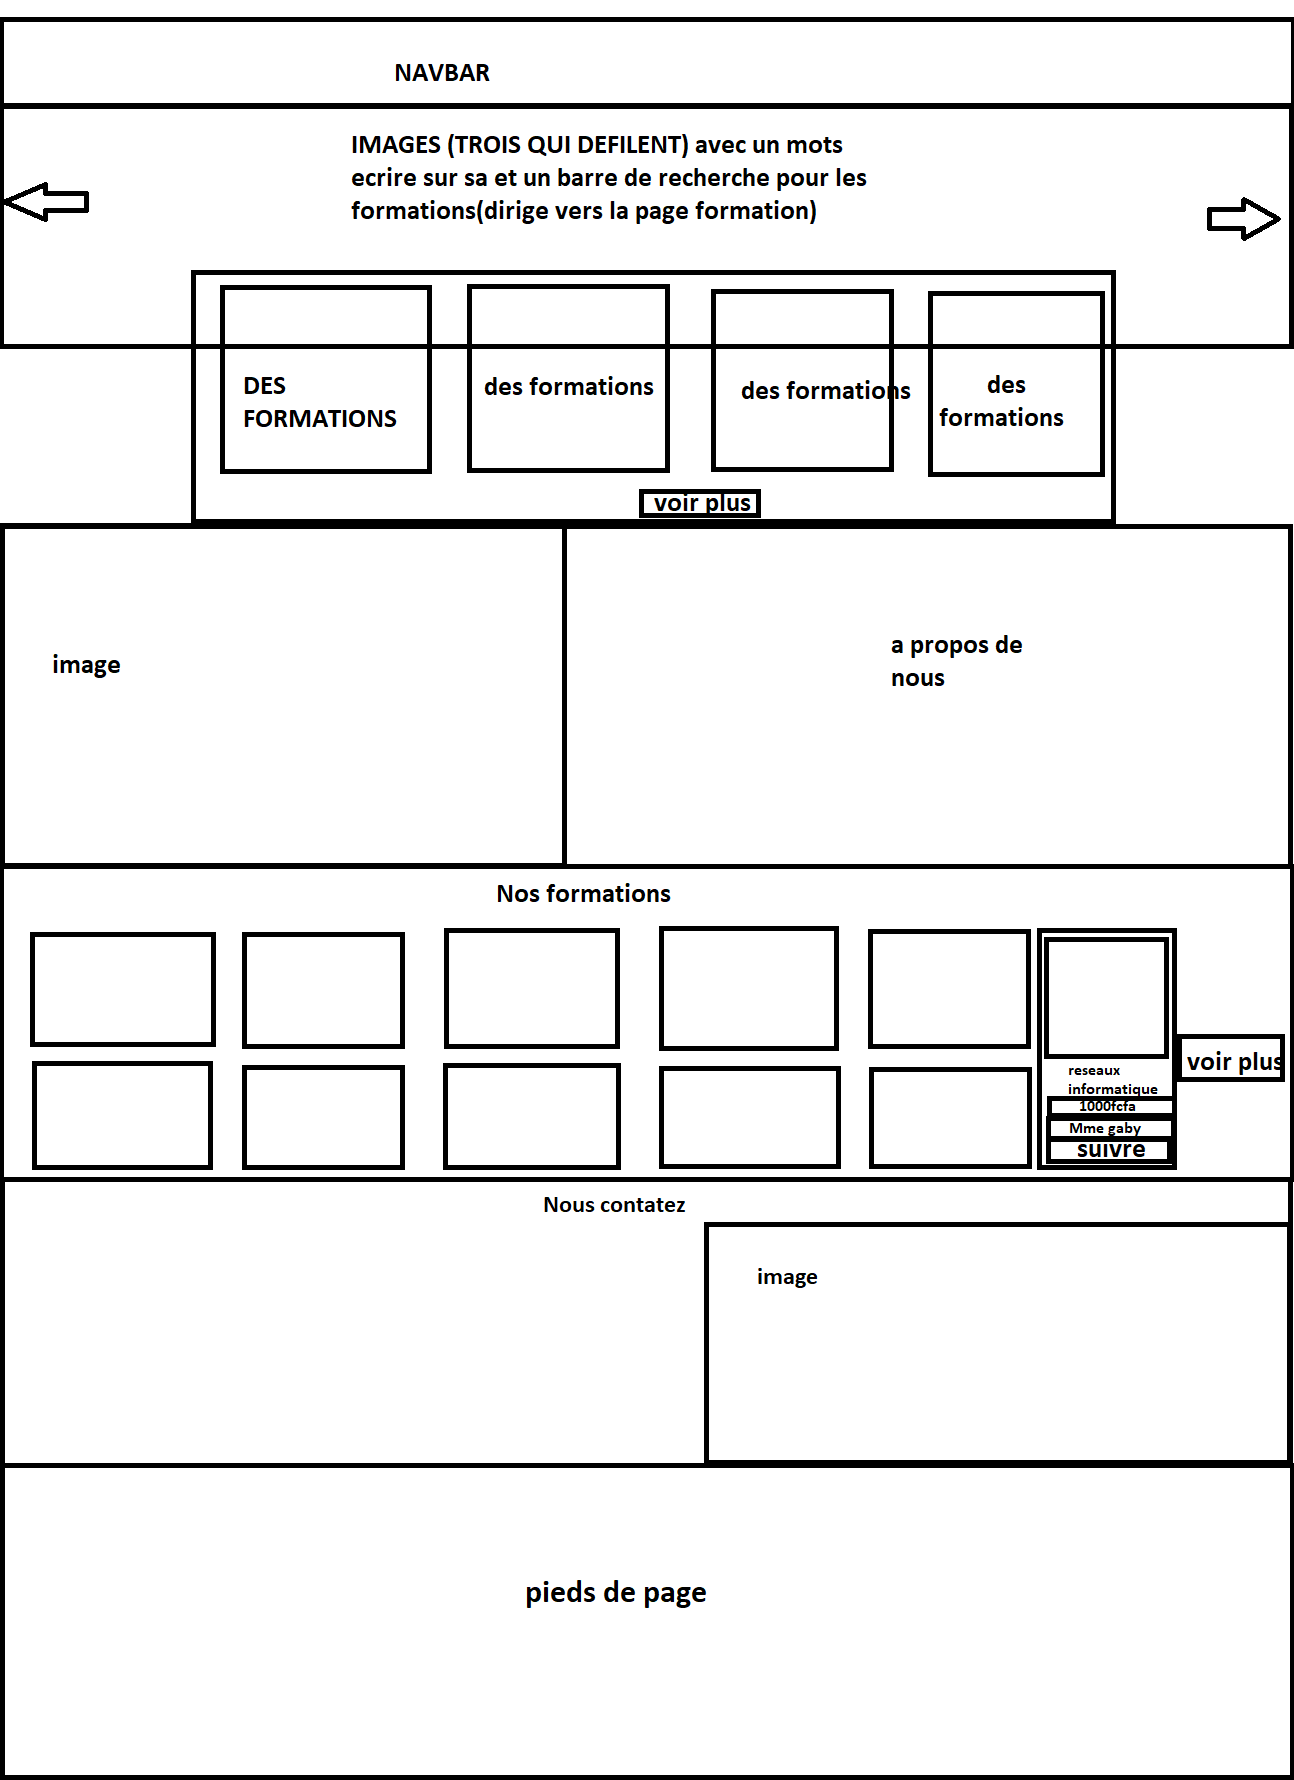 NAVBAR
IMAGES (TROIS QUI DEFILENT) avec un mots
ecrire sur sa et un barre de recherche pour les
formations(dirige vers la page formation)
DES
FORMATIONS
des formations
des formations
des
formations
voir plus
image
a propos de
nous
Nos formations
reseaux
informatique
1000fcfa
Mme gaby
suivre
voir plus
Nous contatez
image
pieds de page